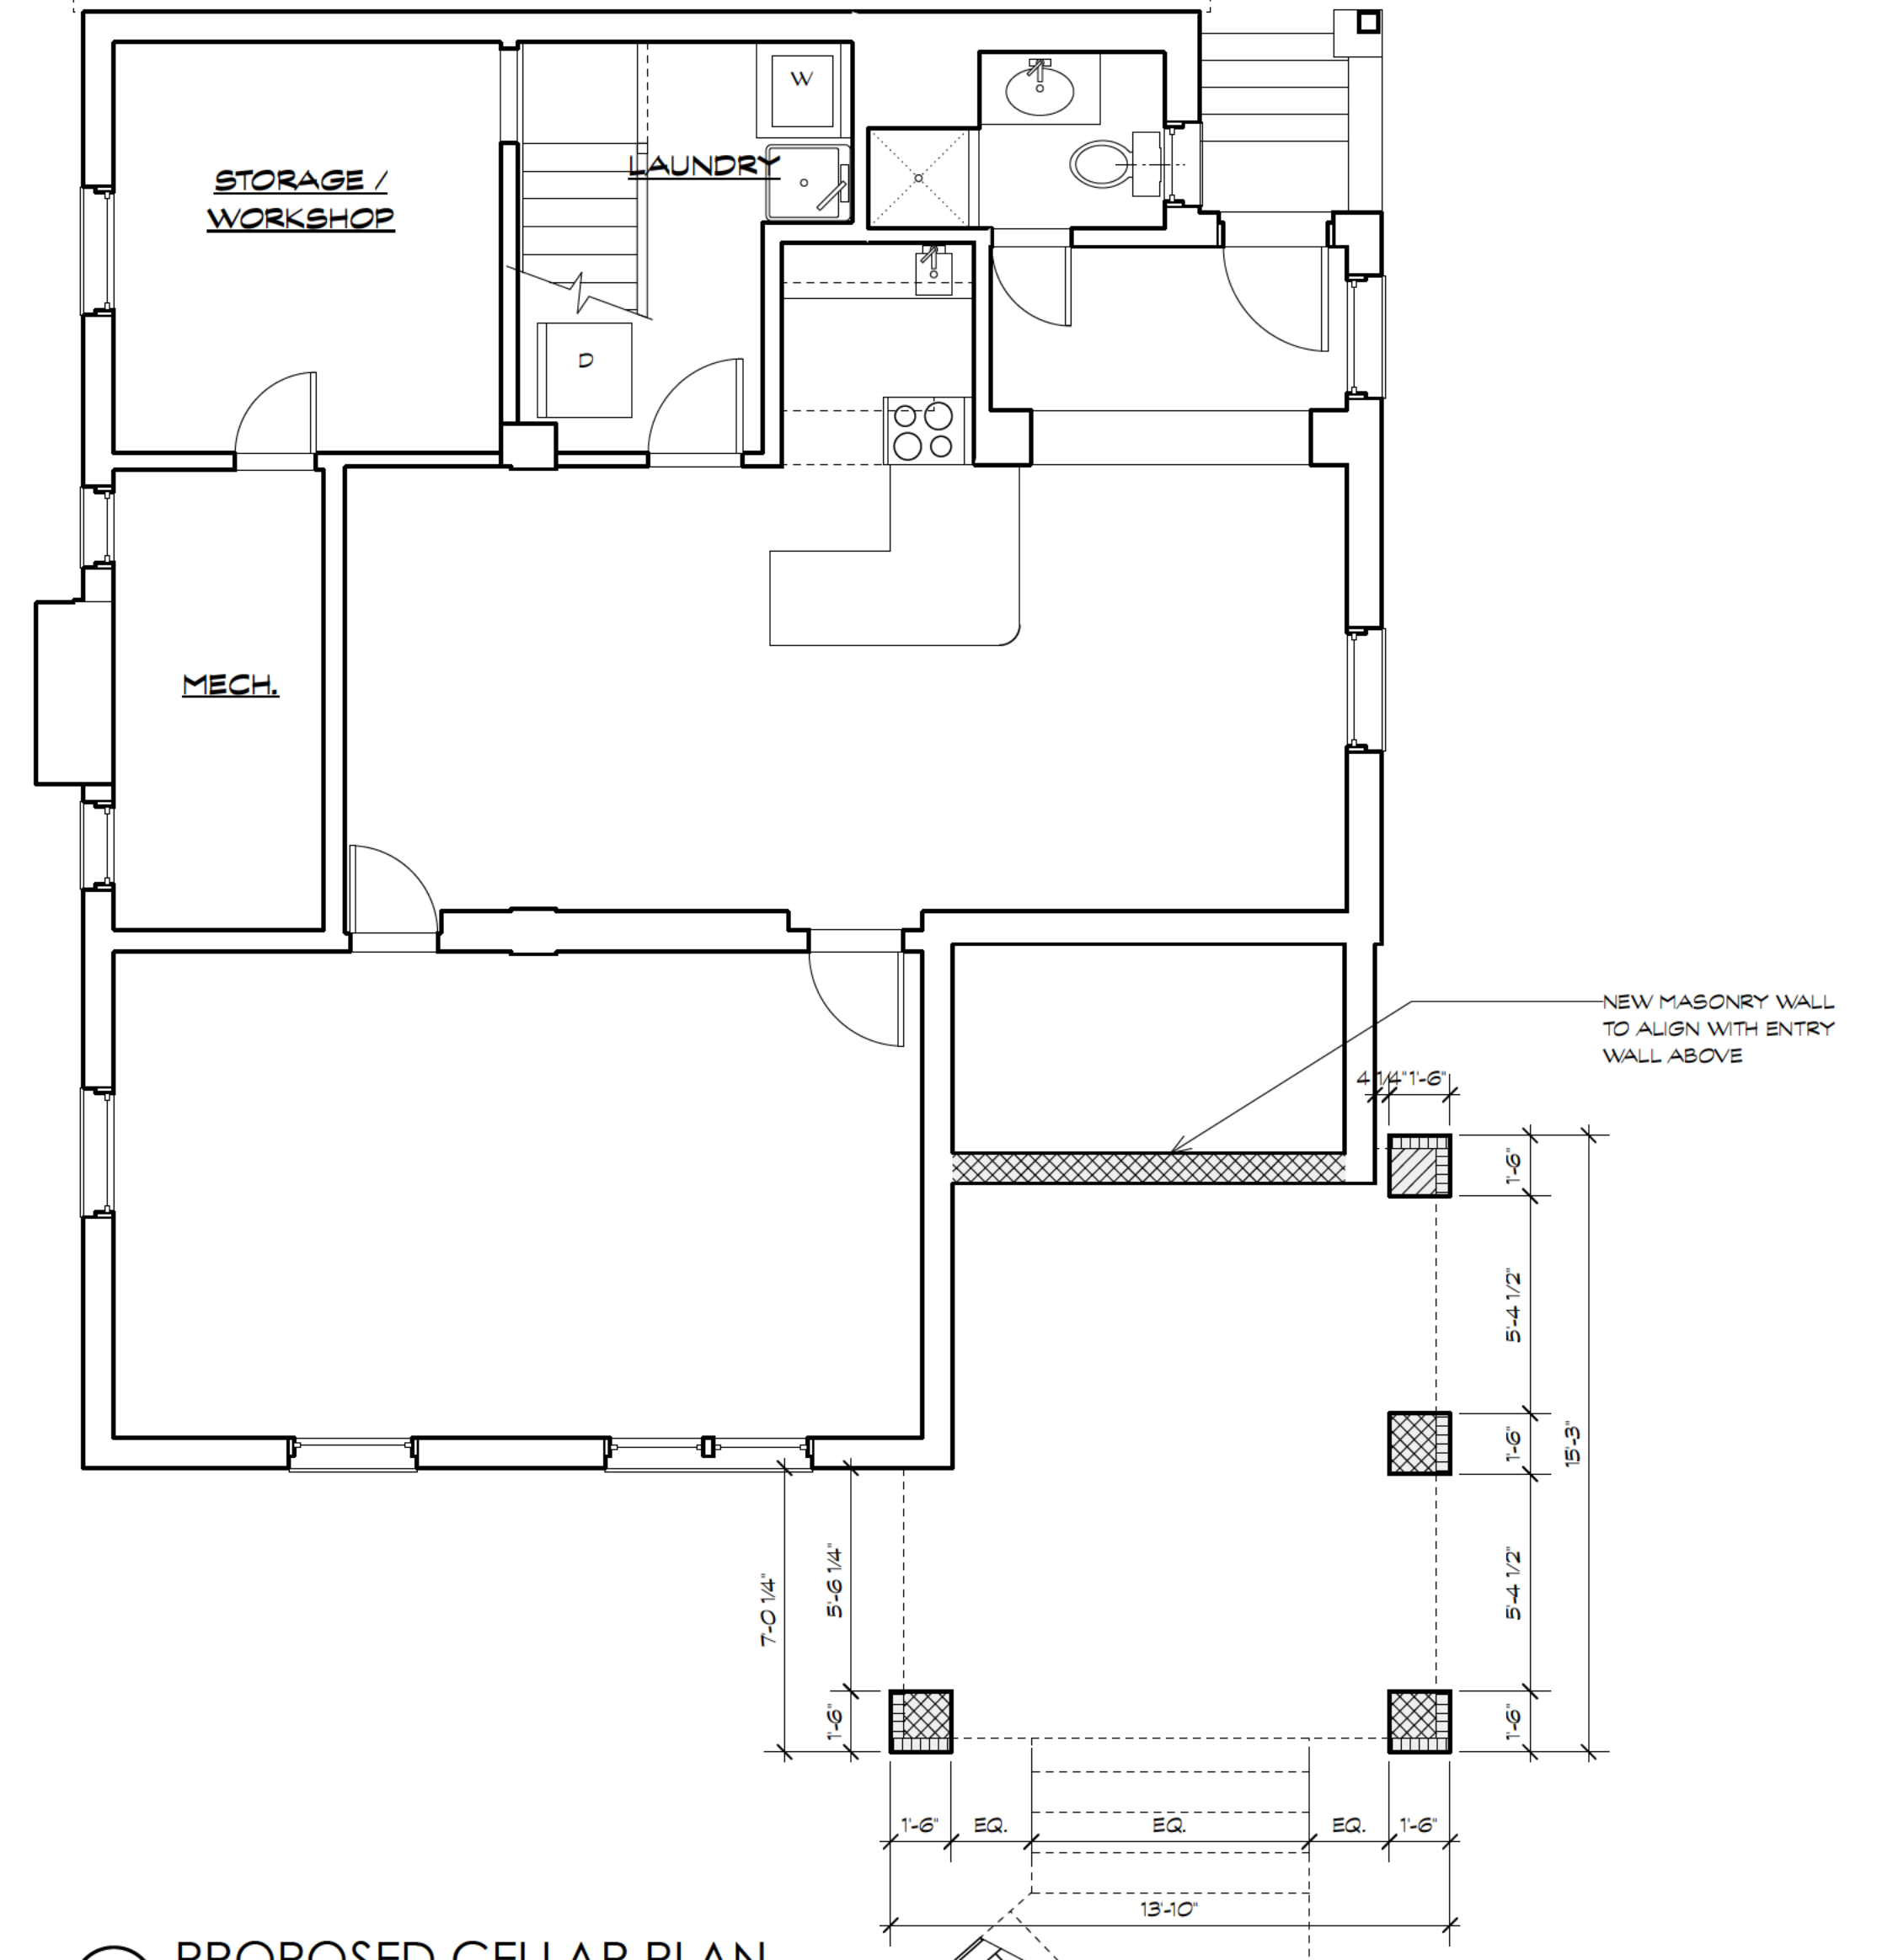 W
LAUNDRY
STORAGE /
WORKSHOP
D
MECH.
NEW MASONRY WALL
TO ALIGN WITH ENTRY
WALL ABOVE
4 1/4" 1'-6"
1'-6"
5'-4 1/2"
1'-6"
15'-3"
5'-4 1/2"
1'-6"
7'-0 1/4"
5'-6 1/4"
1'-6"
1'-6" EQ. EQ. EQ. 1'-6"
13'-10"
PROPOSED CELLAR PLAN